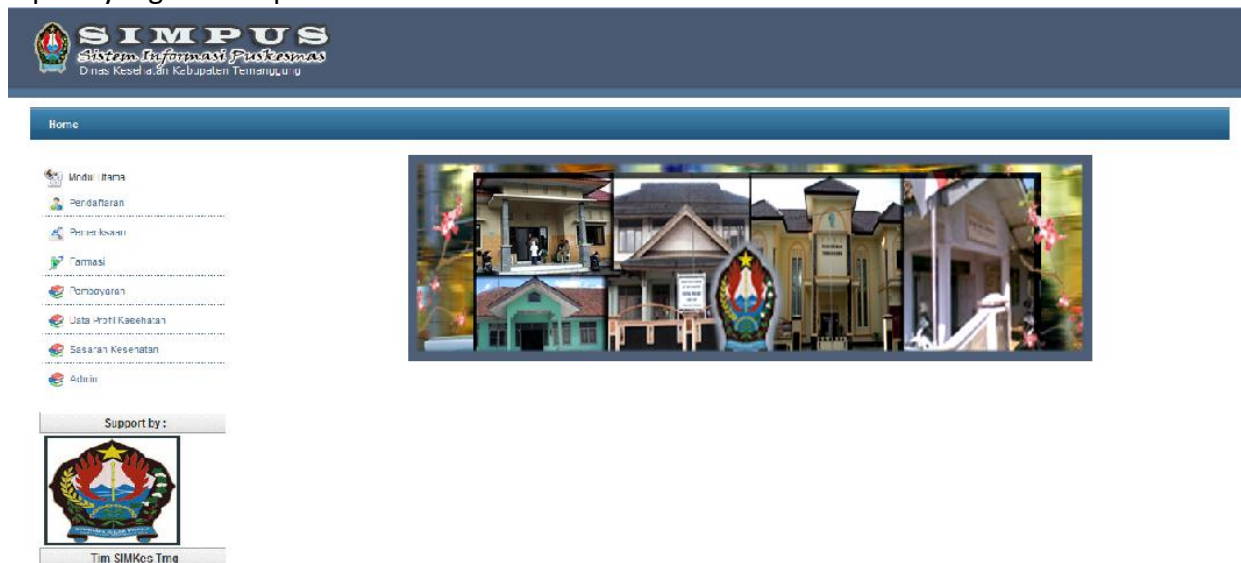 SIMPUS
Sistem Informasi Puskesmas
Dinas Kesehatan Kabupaten Temanggung
Home
Modul Utama
Pendaftaran
Pemeriksaan
Farmasi
Pembayaran
Data Profil Kesehatan
Sasaran Kesehatan
Admin
Support by :
Tim SIMKes Tmg